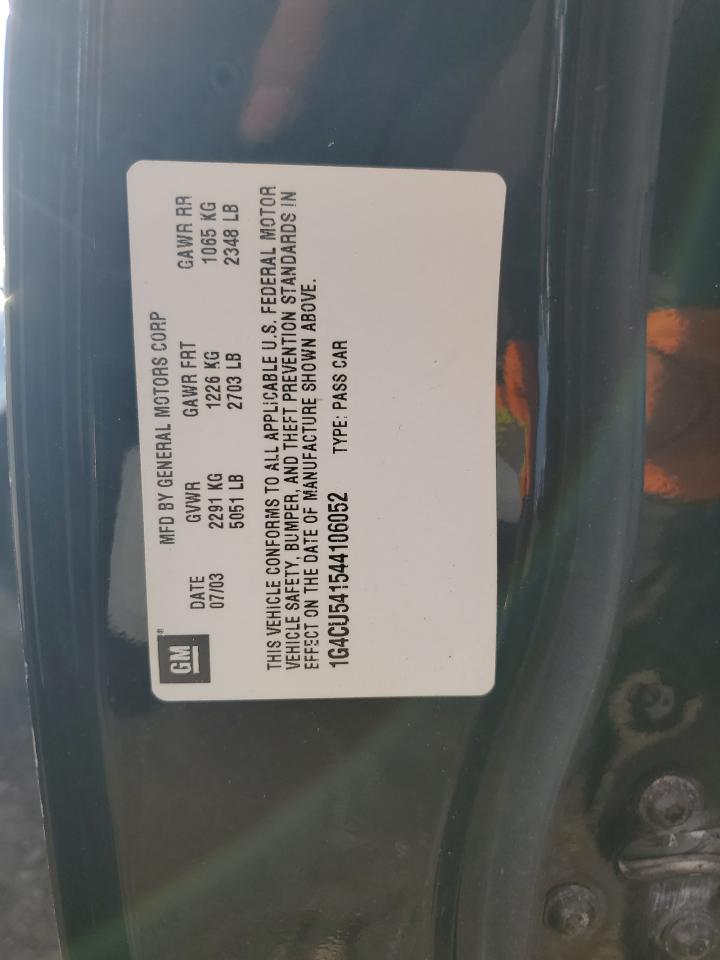 GM®
MFD BY GENERAL MOTORS CORP
DATE GVWR GAWR FRT GAWR RR
07/03 2291 KG 1226 KG 1065 KG
5051 LB 2703 LB 2348 LB
THIS VEHICLE CONFORMS TO ALL APPLICABLE U.S. FEDERAL MOTOR
VEHICLE SAFETY, BUMPER, AND THEFT PREVENTION STANDARDS IN
EFFECT ON THE DATE OF MANUFACTURE SHOWN ABOVE.
1G4CU541544106052 TYPE: PASS CAR